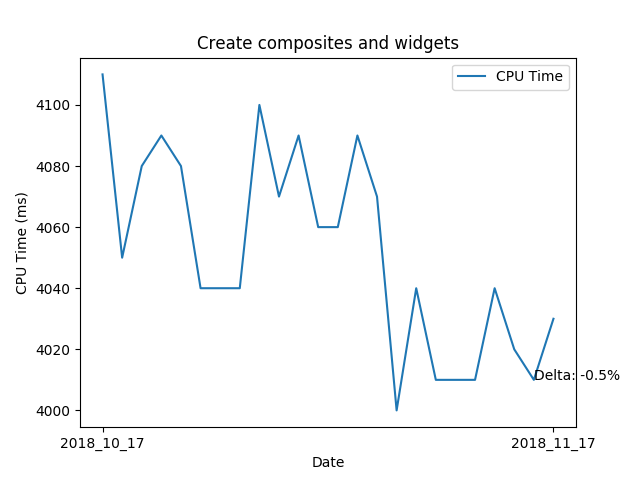 Create composites and widgets
CPU Time
4100
4080
4060
4040
4020
4000
CPU Time (ms)
Delta: -0.5%
2018_10_17
2018_11_17
Date